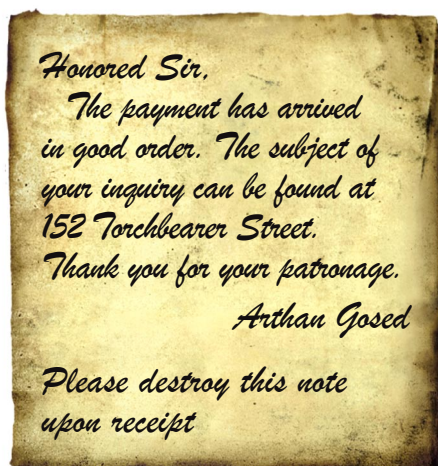 Honored Sir,
The payment has arrived
in good order. The subject of
your inquiry can be found at
152 Torchbearer Street.
Thank you for your patronage.
Arthan Gosed
Please destroy this note
upon receipt